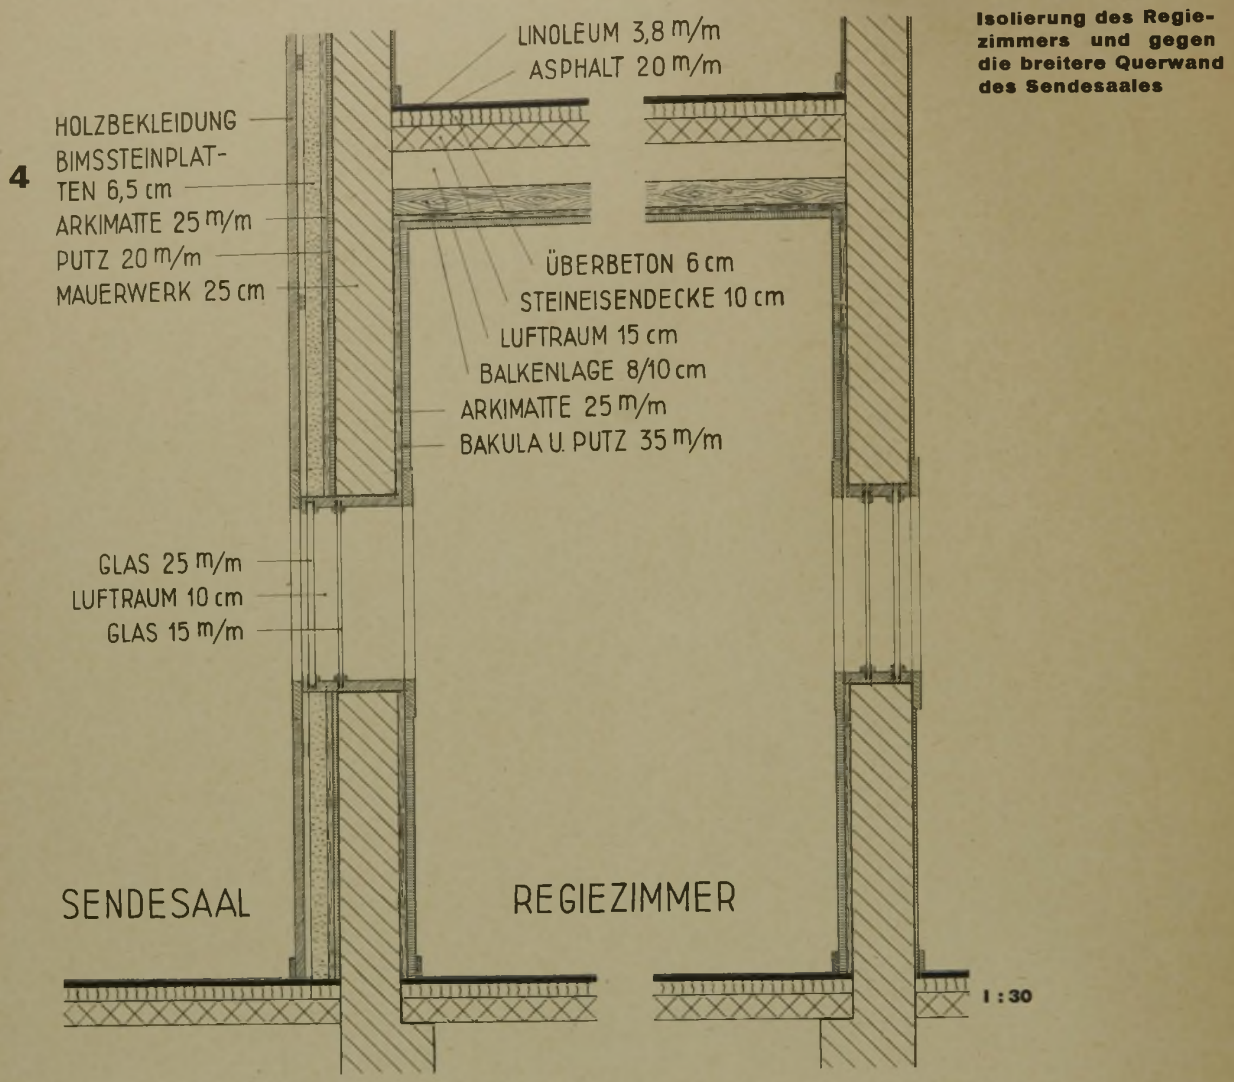 Isolierung des Regie-
zimmers und gegen
die breitere Querwand
des Sendesaales
4
LINOLEUM 3,8 m/m
ASPHALT 20 m/m
HOLZBEKLEIDUNG
BIMSSTEINPLAT-
TEN 6,5 cm
ARKIMATTE 25 m/m
PUTZ 20 m/m
MAUERWERK 25 cm
ÜBERBETON 6 cm
STEINEISENDECKE 10 cm
LUFTRAUM 15 cm
BALKENLAGE 8/10 cm
ARKIMATTE 25 m/m
BAKULA U. PUTZ 35 m/m
GLAS 25 m/m
LUFTRAUM 10 cm
GLAS 15 m/m
SENDESAAL
REGIEZIMMER
1 : 30